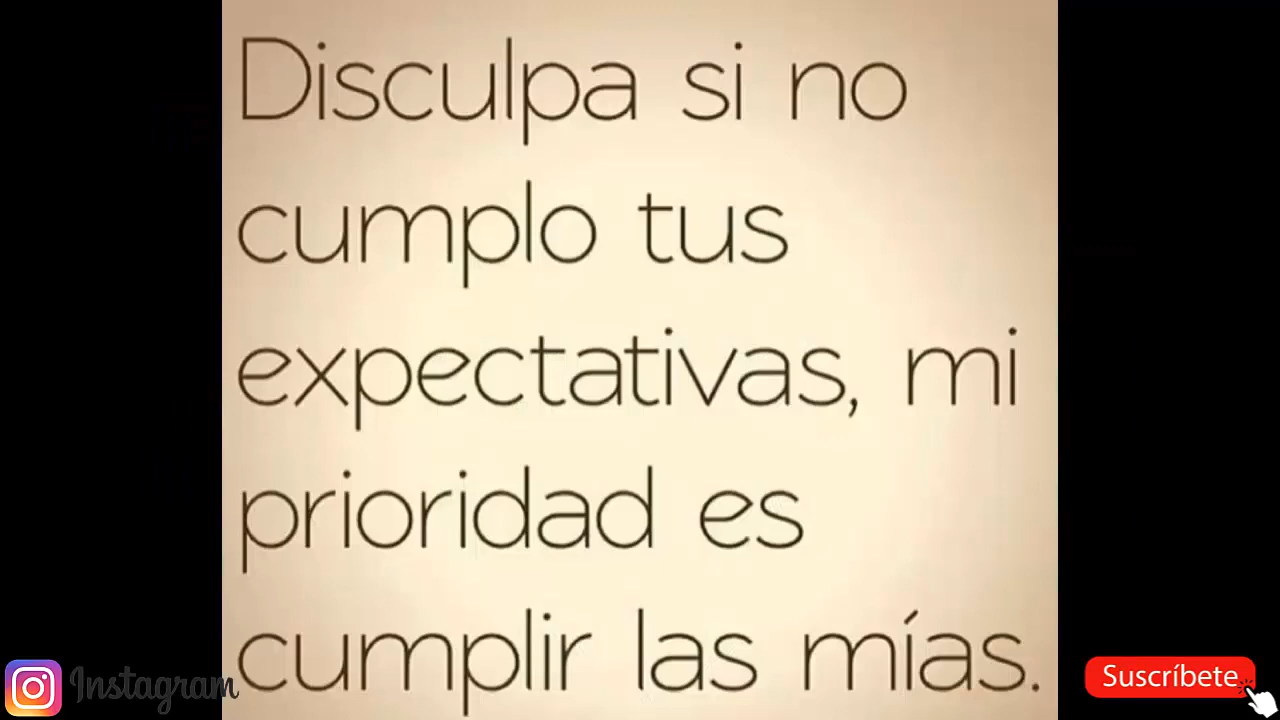 Disculpa si no
cumplo tus
expectativas, mi
prioridad es
cumplir las mías.
Instagram
Suscríbete